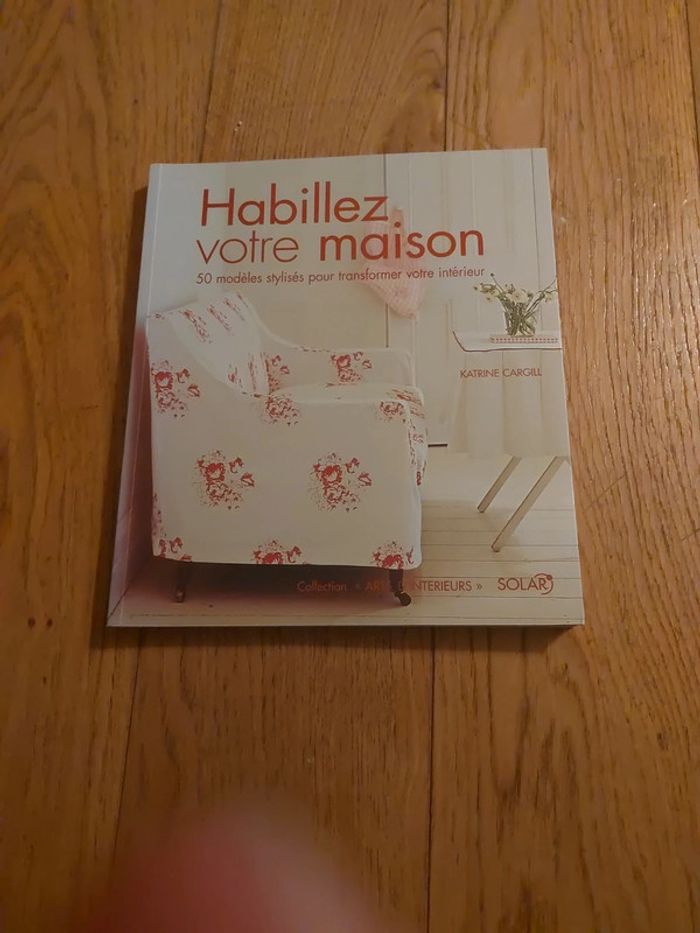 Habillez
votre maison
50 modèles stylisés pour transformer votre intérieur
KATRINE CARGILL
Collection « D'INTERIEURS » SOLAR